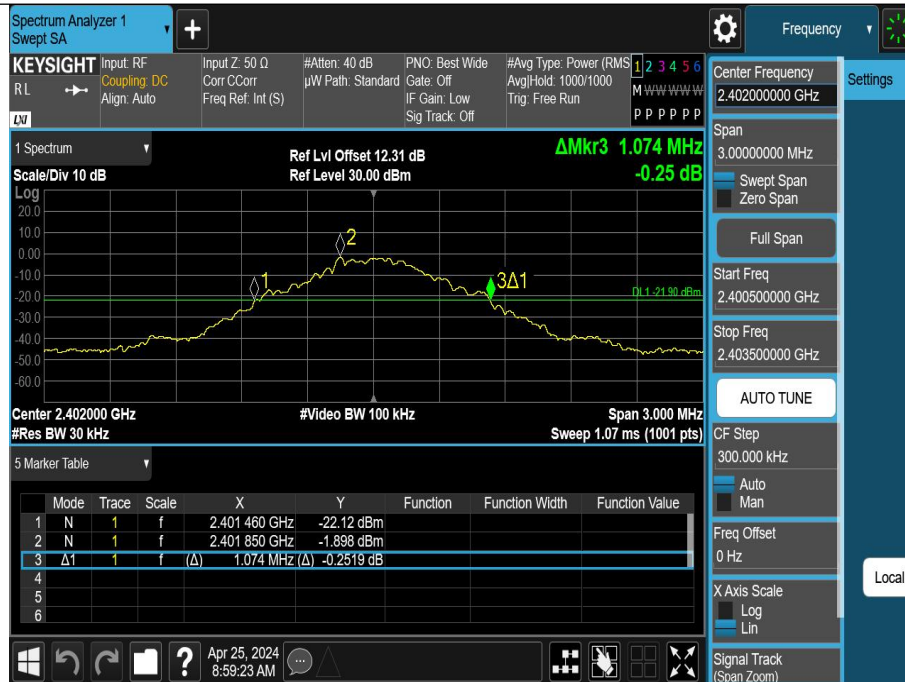 Spectrum Analyzer 1
Swept SA
+
Frequency
KEYSIGHT
RL
LXI
Input: RF
Coupling: DC
Align: Auto
Input Z: 50 Ω
Corr CCorr
Freq Ref: Int (S)
#Atten: 40 dB
µW Path: Standard
PNO: Best Wide
Gate: Off
IF Gain: Low
Sig Track: Off
#Avg Type: Power (RMS
Avg|Hold: 1000/1000
Trig: Free Run
1 2 3 4 5 6
M W W W W W
P P P P P P
1 Spectrum
Scale/Div 10 dB
Ref Lvl Offset 12.31 dB
Ref Level 30.00 dBm
ΔMkr3 1.074 MHz
-0.25 dB
Log
20.0
10.0
0.00
-10.0
-20.0
-30.0
-40.0
-50.0
-60.0
2
1
3Δ1
DL1 -21.90 dBm
Center 2.402000 GHz
#Video BW 100 kHz
Span 3.000 MHz
#Res BW 30 kHz
Sweep 1.07 ms (1001 pts)
5 Marker Table
Mode Trace Scale X Y Function Function Width Function Value
1 N 1 f 2.401 460 GHz -22.12 dBm
2 N 1 f 2.401 850 GHz -1.898 dBm
3 Δ1 1 f (Δ) 1.074 MHz (Δ) -0.2519 dB
4
5
6
?
Apr 25, 2024
8:59:23 AM
Center Frequency
2.402000000 GHz
Span
3.00000000 MHz
Swept Span
Zero Span
Full Span
Start Freq
2.400500000 GHz
Stop Freq
2.403500000 GHz
AUTO TUNE
CF Step
300.000 kHz
Auto
Man
Freq Offset
0 Hz
X Axis Scale
Log
Lin
Signal Track
(Span Zoom)
Settings
Local